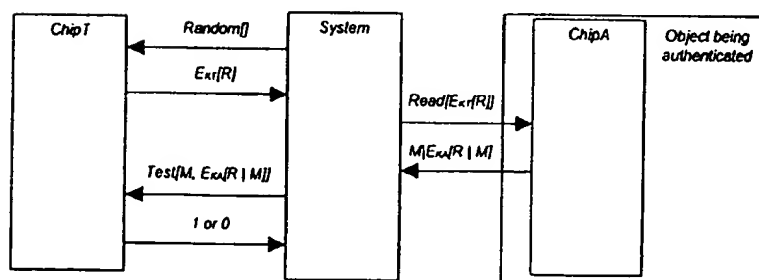 ChipT
System
ChipA
Object being
authenticated
Random[]
E_KT[R]
Read[E_KT[R]]
M|E_KA[R | M]
Test[M, E_KA[R | M]]
1 or 0